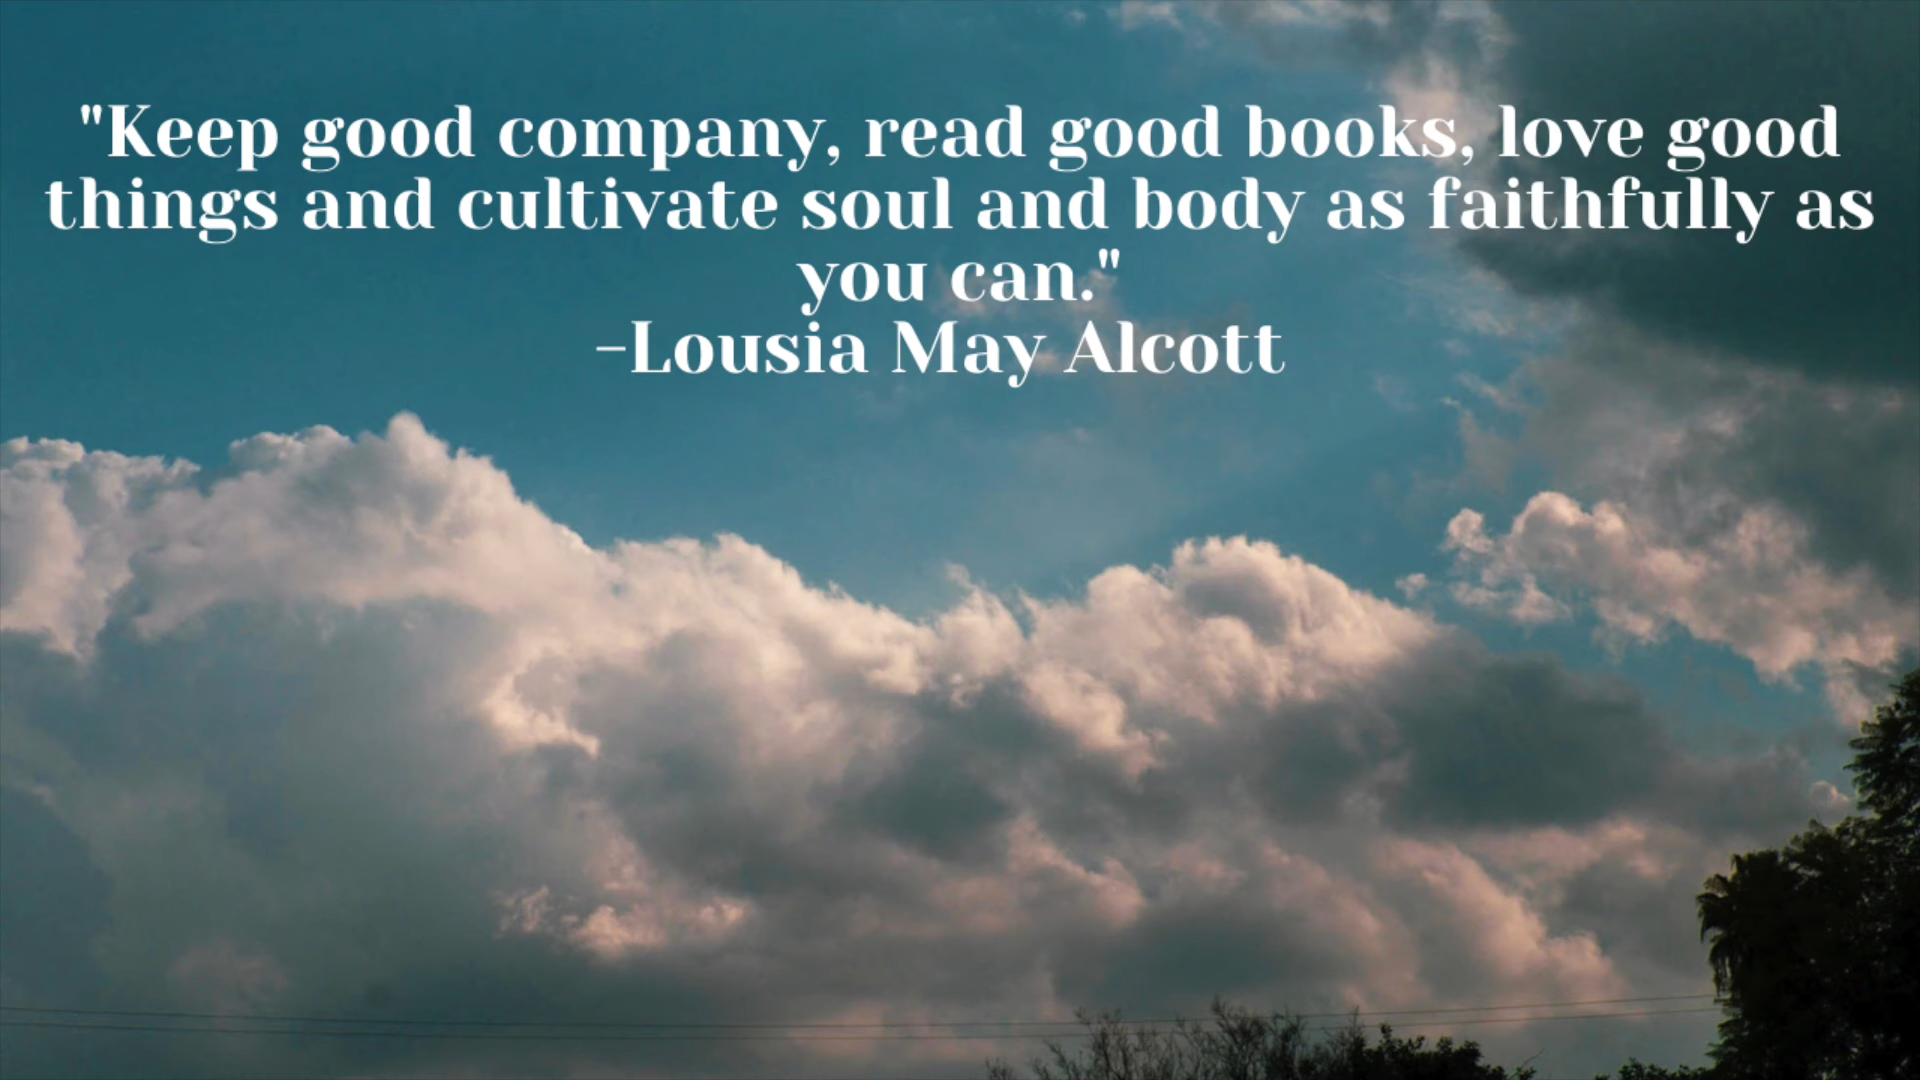 "Keep good company, read good books, love good
things and cultivate soul and body as faithfully as
you can."
-Lousia May Alcott